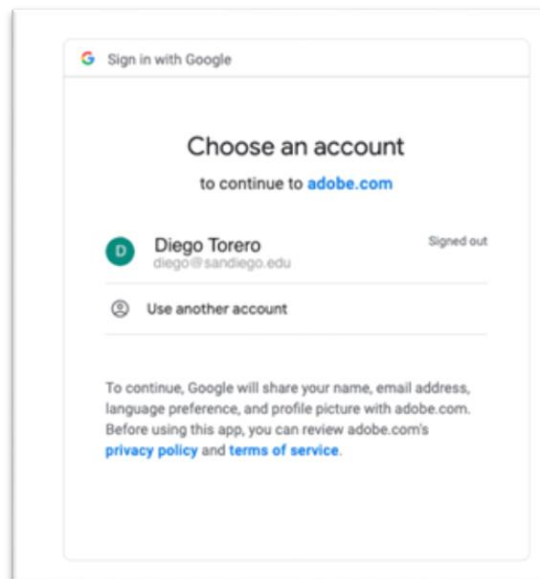 Sign in with Google
Choose an account
to continue to adobe.com
D
Diego Torero
Signed out
diego@sandiego.edu
Use another account
To continue, Google will share your name, email address,
language preference, and profile picture with adobe.com.
Before using this app, you can review adobe.com's
privacy policy and terms of service.